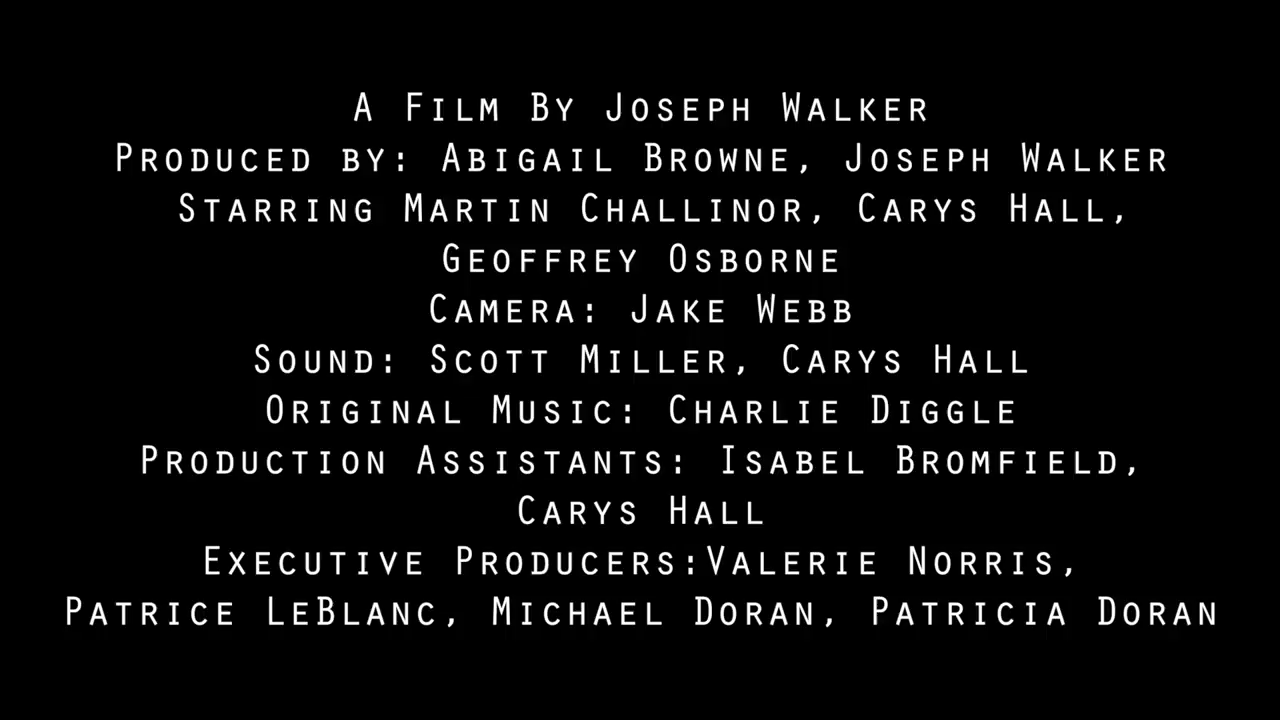 A Film By Joseph Walker
Produced by: Abigail Browne, Joseph Walker
Starring Martin Challinor, Carys Hall,
Geoffrey Osborne
Camera: Jake Webb
Sound: Scott Miller, Carys Hall
Original Music: Charlie Diggle
Production Assistants: Isabel Bromfield,
Carys Hall
Executive Producers:Valerie Norris,
Patrice LeBlanc, Michael Doran, Patricia Doran